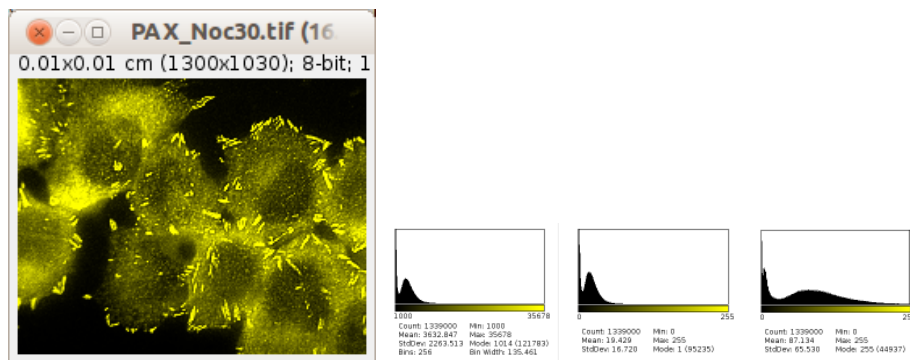 PAX_Noc30.tif (16
0.01x0.01 cm (1300x1030); 8-bit; 1
1000 35678
Count: 1339000 Min: 1000
Mean: 3632.847 Max: 35678
StdDev: 2263.513 Mode: 1014 (121783)
Bins: 256 Bin Width: 135.461
0 255
Count: 1339000 Min: 0
Mean: 19.429 Max: 255
StdDev: 16.720 Mode: 1 (95235)
0 255
Count: 1339000 Min: 0
Mean: 87.134 Max: 255
StdDev: 65.530 Mode: 255 (44937)